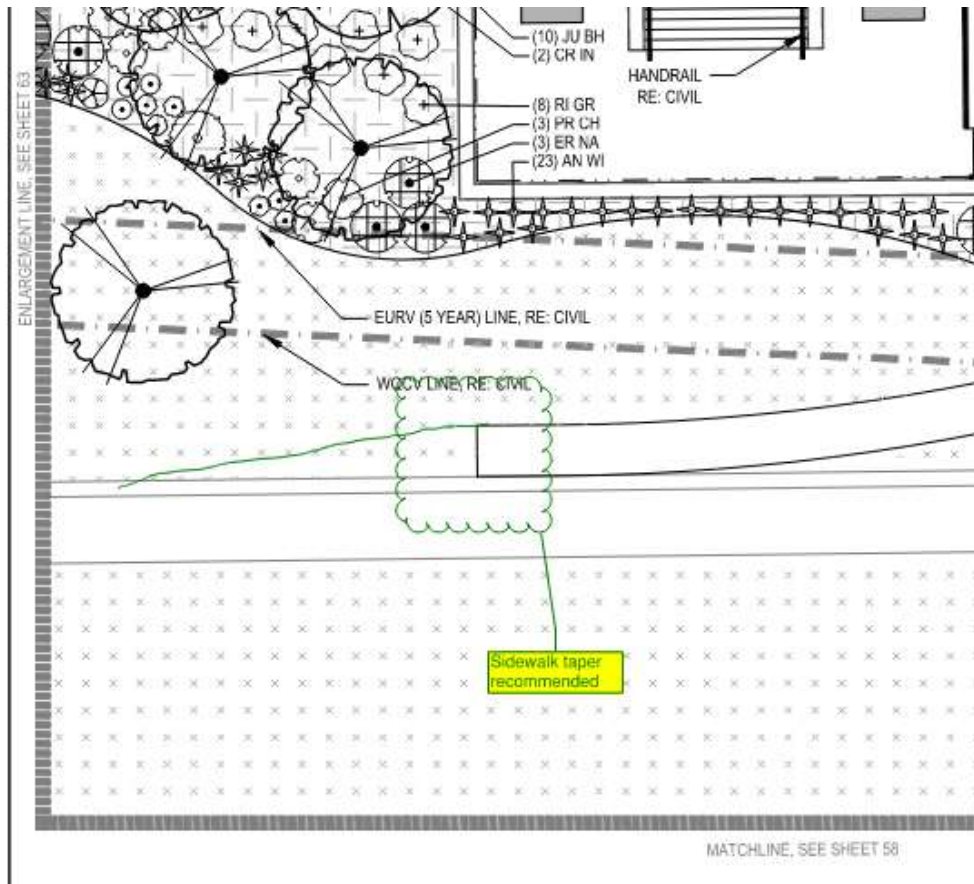 (10) JU BH
(2) CR IN
HANDRAIL
RE: CIVIL
(8) RI GR
(3) PR CH
(3) ER NA
(23) AN WI
ENLARGEMENT LINE, SEE SHEET 63
EURV (5 YEAR) LINE, RE: CIVIL
WQCV LINE, RE: CIVIL
Sidewalk taper
recommended
MATCHLINE, SEE SHEET 58